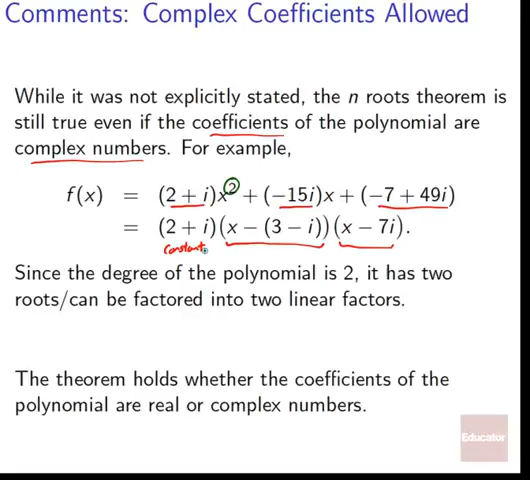 Comments: Complex Coefficients Allowed
While it was not explicitly stated, the n roots theorem is
still true even if the coefficients of the polynomial are
complex numbers. For example,
f(x) = (2 + i)x² + (−15i)x + (−7 + 49i)
= (2 + i)(x − (3 − i))(x − 7i).
constant
Since the degree of the polynomial is 2, it has two
roots/can be factored into two linear factors.
The theorem holds whether the coefficients of the
polynomial are real or complex numbers.
Educator